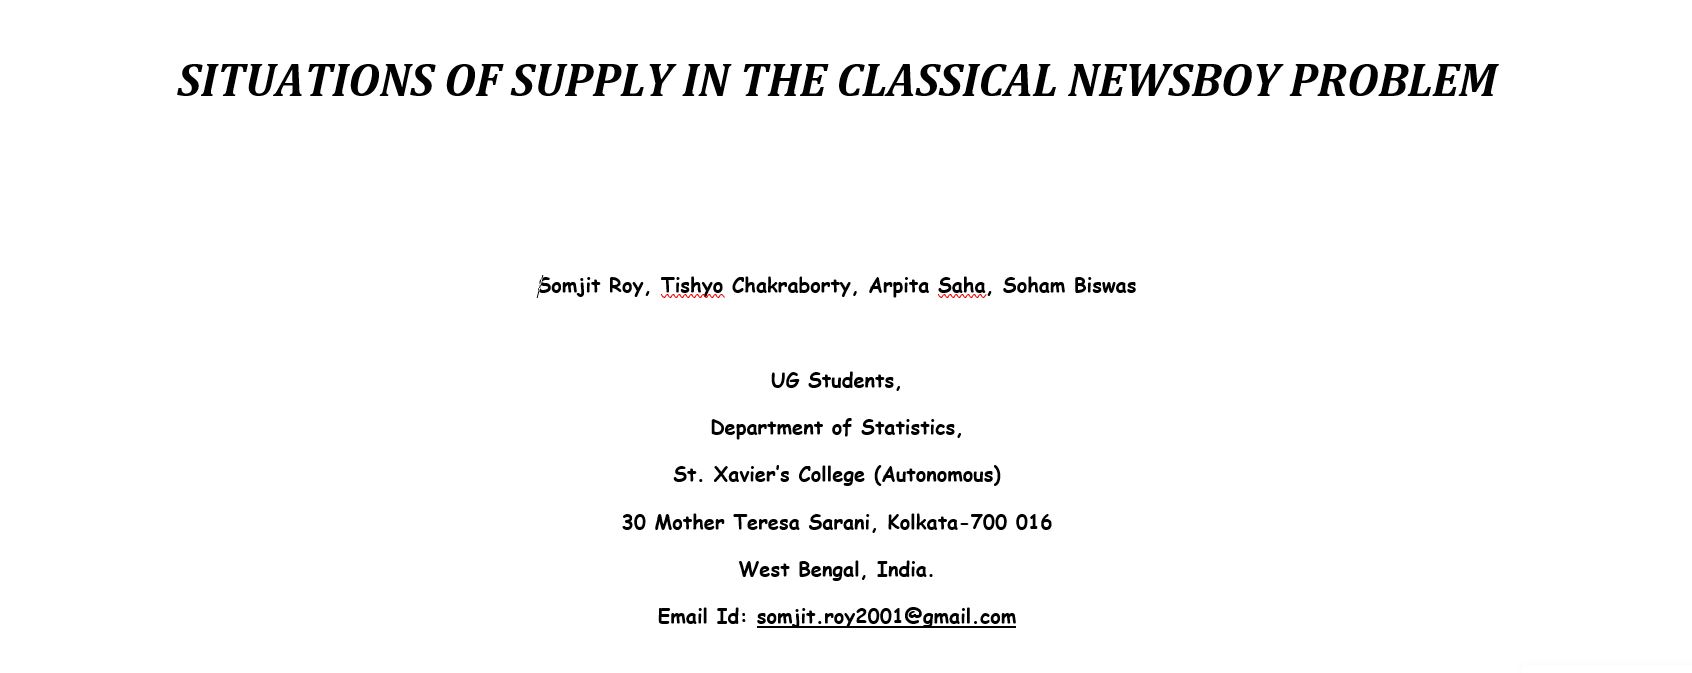 SITUATIONS OF SUPPLY IN THE CLASSICAL NEWSBOY PROBLEM
Somjit Roy, Tishyo Chakraborty, Arpita Saha, Soham Biswas
UG Students,
Department of Statistics,
St. Xavier’s College (Autonomous)
30 Mother Teresa Sarani, Kolkata-700 016
West Bengal, India.
Email Id: somjit.roy2001@gmail.com